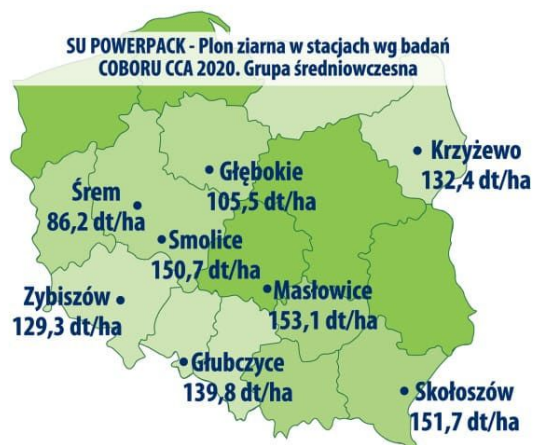 SU POWERPACK - Plon ziarna w stacjach wg badań
COBORU CCA 2020. Grupa średniowczesna
Krzyżewo
132,4 dt/ha
Głębokie
105,5 dt/ha
Śrem
86,2 dt/ha
Smolice
150,7 dt/ha
Masłowice
153,1 dt/ha
Zybiszów
129,3 dt/ha
Głubczyce
139,8 dt/ha
Skołoszów
151,7 dt/ha